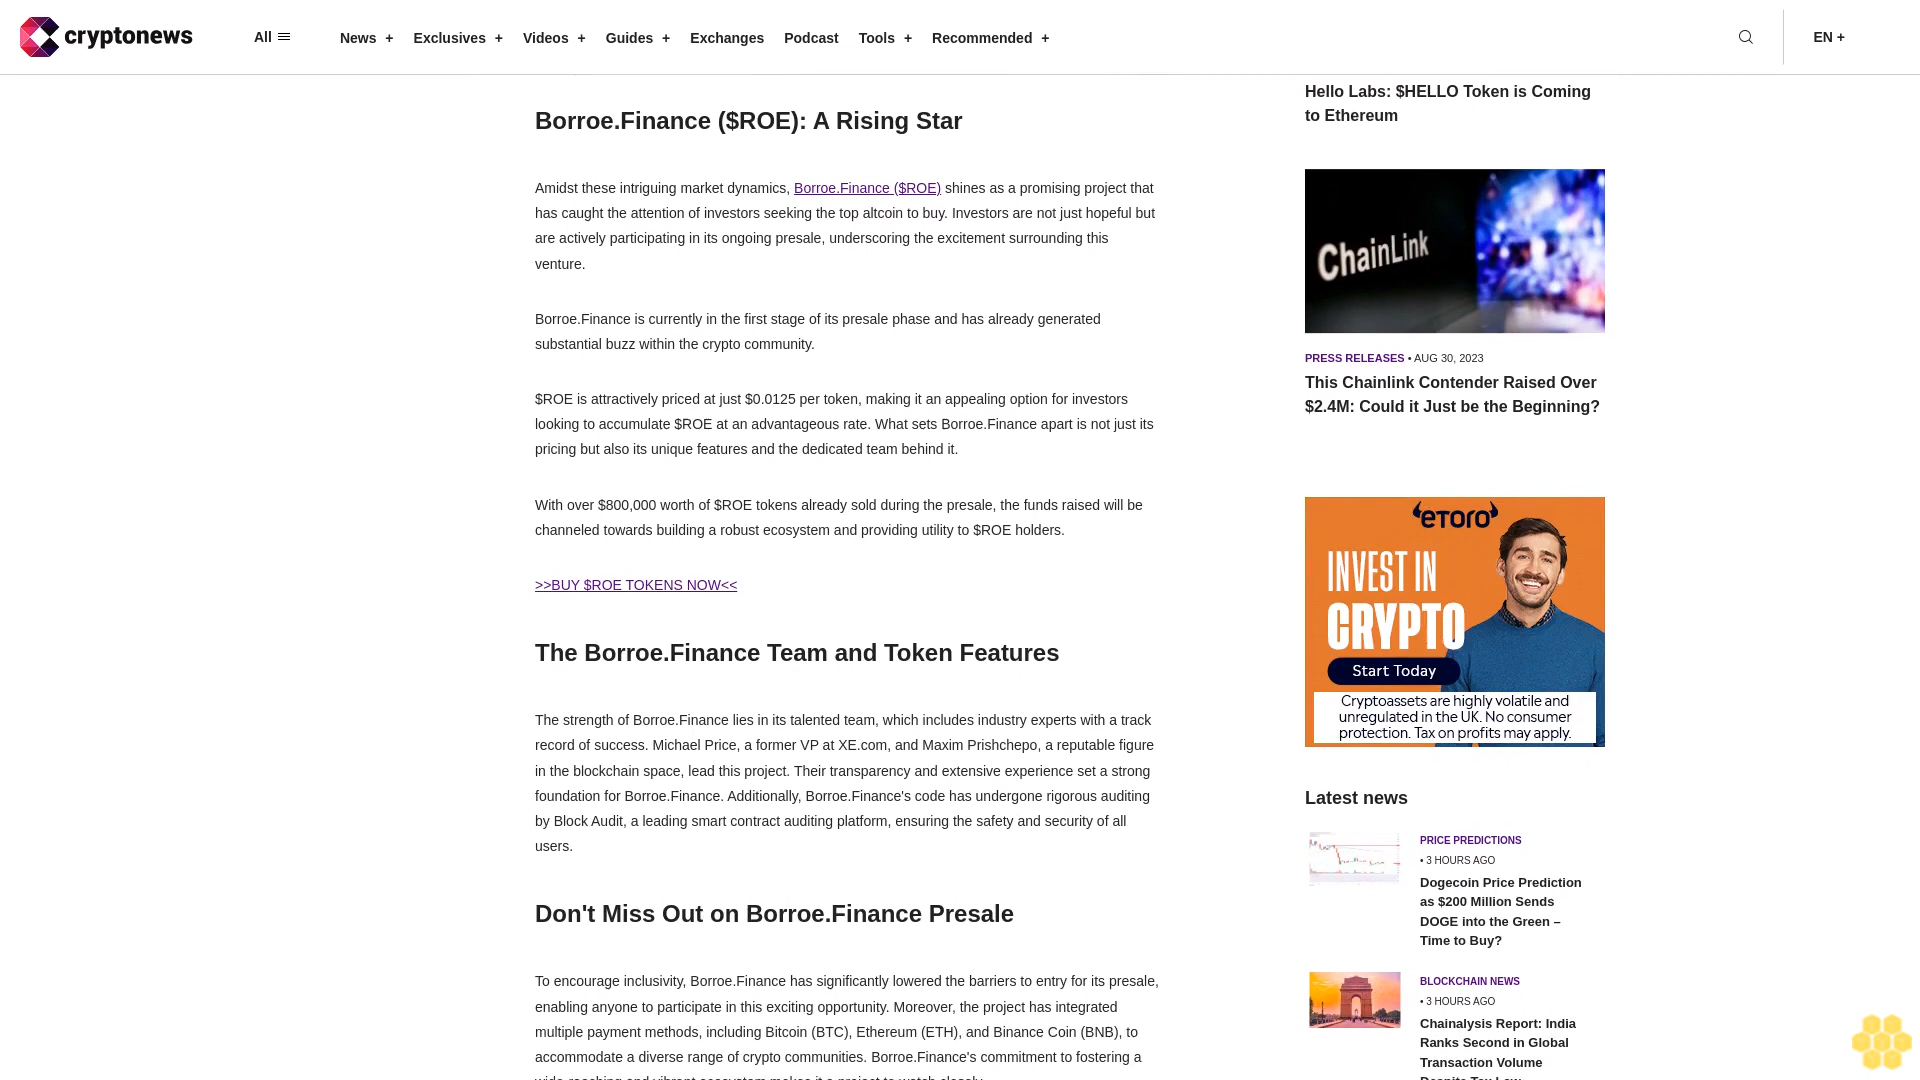 cryptonews
All
News +
Exclusives +
Videos +
Guides +
Exchanges
Podcast
Tools +
Recommended +
EN +
Borroe.Finance ($ROE): A Rising Star
Amidst these intriguing market dynamics, Borroe.Finance ($ROE) shines as a promising project that
has caught the attention of investors seeking the top altcoin to buy. Investors are not just hopeful but
are actively participating in its ongoing presale, underscoring the excitement surrounding this
venture.
Borroe.Finance is currently in the first stage of its presale phase and has already generated
substantial buzz within the crypto community.
$ROE is attractively priced at just $0.0125 per token, making it an appealing option for investors
looking to accumulate $ROE at an advantageous rate. What sets Borroe.Finance apart is not just its
pricing but also its unique features and the dedicated team behind it.
With over $800,000 worth of $ROE tokens already sold during the presale, the funds raised will be
channeled towards building a robust ecosystem and providing utility to $ROE holders.
>>BUY $ROE TOKENS NOW<<
The Borroe.Finance Team and Token Features
The strength of Borroe.Finance lies in its talented team, which includes industry experts with a track
record of success. Michael Price, a former VP at XE.com, and Maxim Prishchepo, a reputable figure
in the blockchain space, lead this project. Their transparency and extensive experience set a strong
foundation for Borroe.Finance. Additionally, Borroe.Finance's code has undergone rigorous auditing
by Block Audit, a leading smart contract auditing platform, ensuring the safety and security of all
users.
Don't Miss Out on Borroe.Finance Presale
To encourage inclusivity, Borroe.Finance has significantly lowered the barriers to entry for its presale,
enabling anyone to participate in this exciting opportunity. Moreover, the project has integrated
multiple payment methods, including Bitcoin (BTC), Ethereum (ETH), and Binance Coin (BNB), to
accommodate a diverse range of crypto communities. Borroe.Finance's commitment to fostering a
wide-reaching and vibrant ecosystem makes it a project to watch closely.
Hello Labs: $HELLO Token is Coming
to Ethereum
ChainLink
PRESS RELEASES • AUG 30, 2023
This Chainlink Contender Raised Over
$2.4M: Could it Just be the Beginning?
eTORO
INVEST IN
CRYPTO
Start Today
Cryptoassets are highly volatile and
unregulated in the UK. No consumer
protection. Tax on profits may apply.
Latest news
PRICE PREDICTIONS
• 3 HOURS AGO
Dogecoin Price Prediction
as $200 Million Sends
DOGE into the Green –
Time to Buy?
BLOCKCHAIN NEWS
• 3 HOURS AGO
Chainalysis Report: India
Ranks Second in Global
Transaction Volume
Despite Tax Law